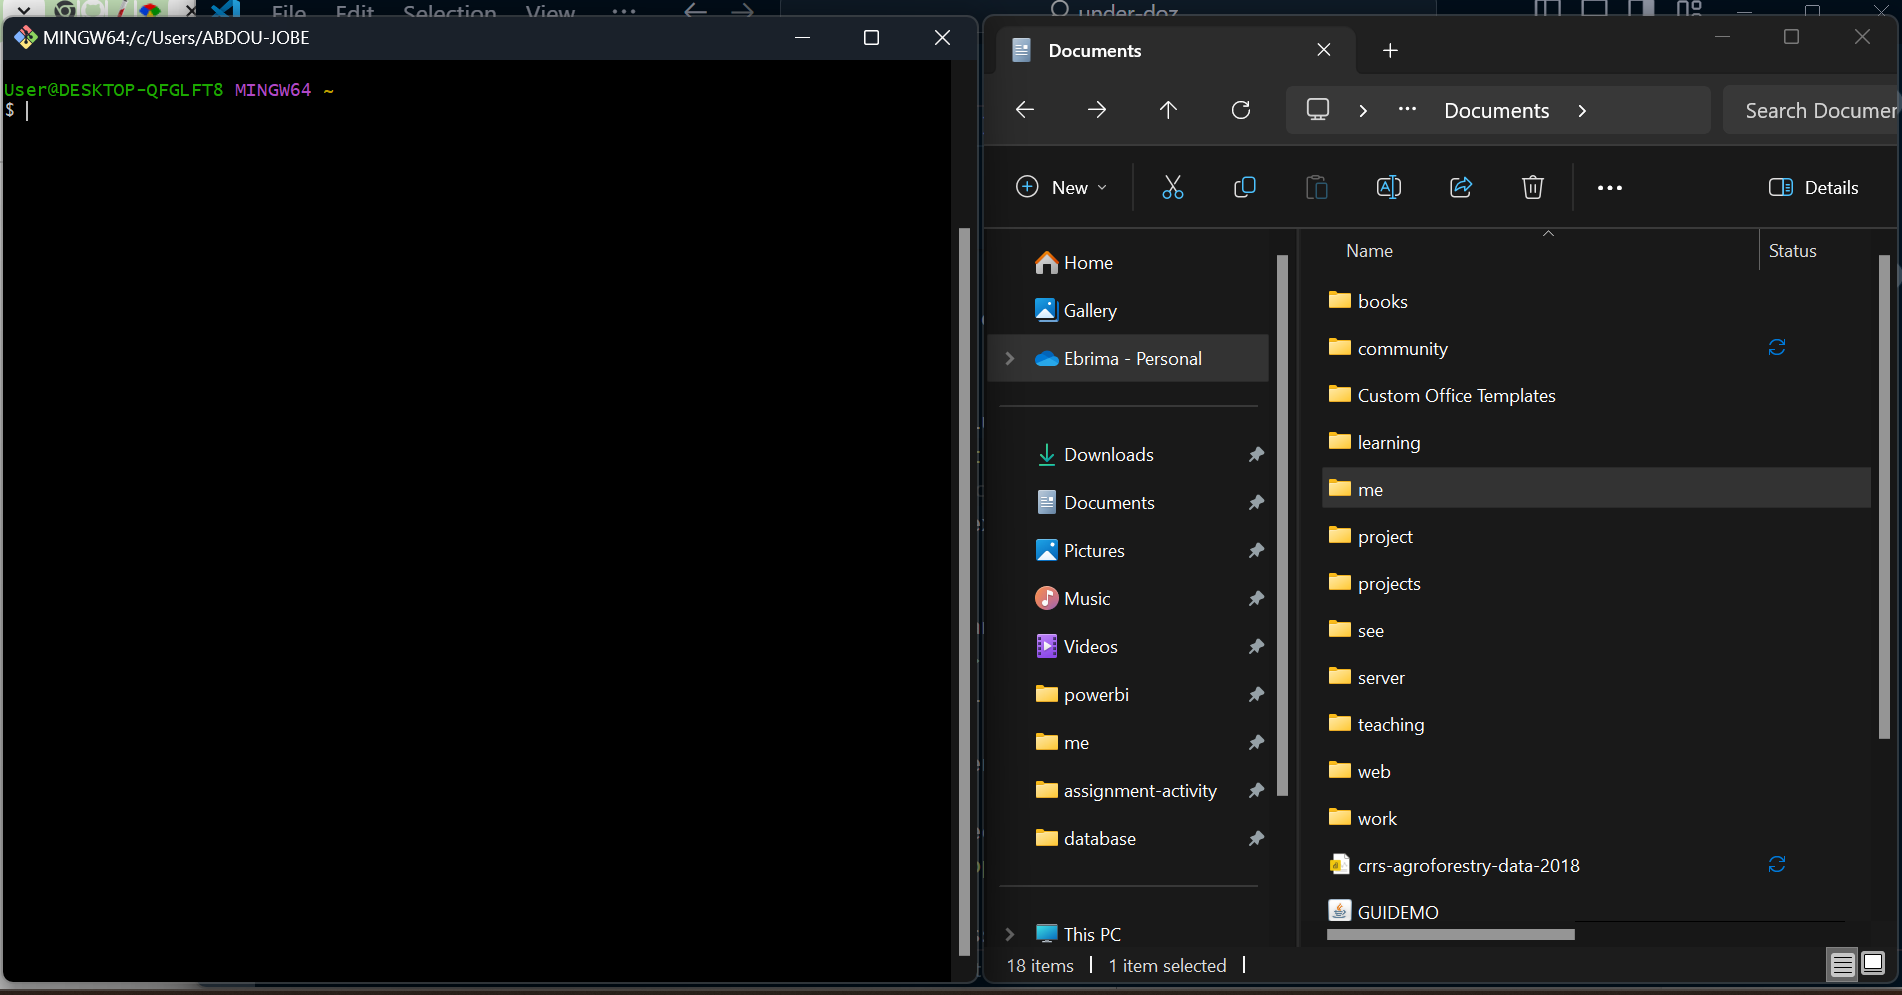 File Edit Selection View ...
under-doz
MINGW64:/c/Users/ABDOU-JOBE
User@DESKTOP-QFGLFT8 MINGW64 ~
$
Documents
Documents
Search Documer
New
Details
Home
Gallery
Ebrima - Personal
Downloads
Documents
Pictures
Music
Videos
powerbi
me
assignment-activity
database
This PC
Name Status
books
community
Custom Office Templates
learning
me
project
projects
see
server
teaching
web
work
crrs-agroforestry-data-2018
GUIDEMO
18 items 1 item selected